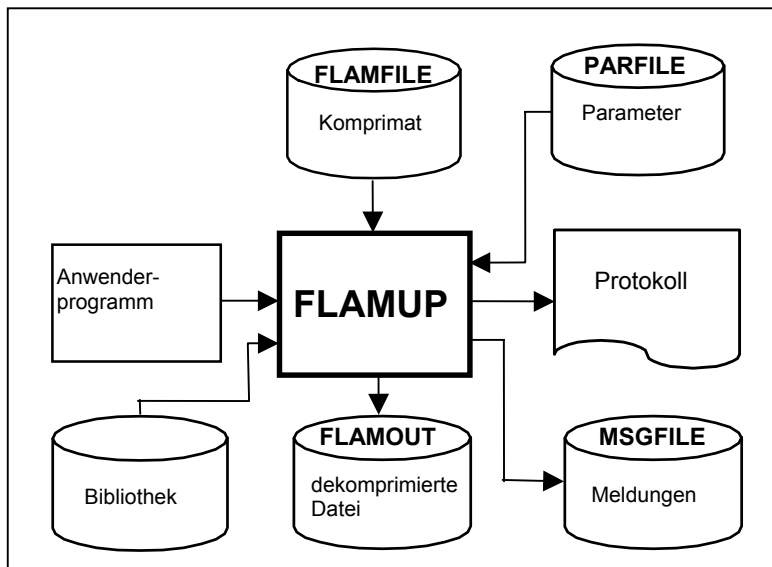 FLAMFILE
Komprimat
PARFILE
Parameter
Anwender-
programm
FLAMUP
Protokoll
Bibliothek
FLAMOUT
dekomprimierte
Datei
MSGFILE
Meldungen